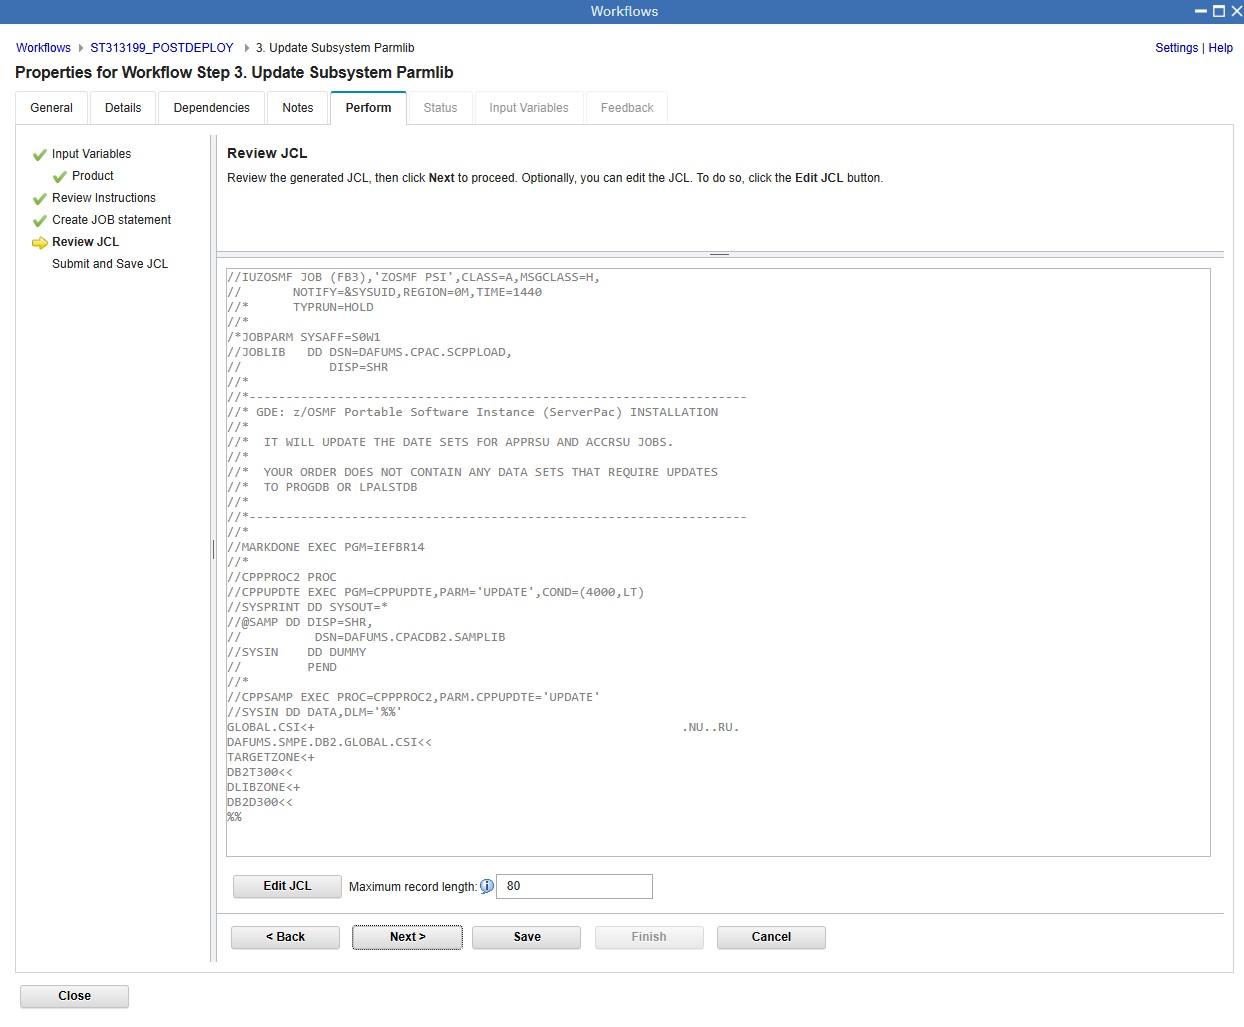 Workflows
Workflows ST313199_POSTDEPLOY 3. Update Subsystem Parmlib Settings | Help
Properties for Workflow Step 3. Update Subsystem Parmlib
General Details Dependencies Notes Perform Status Input Variables Feedback
Input Variables
Product
Review Instructions
Create JOB statement
Review JCL
Submit and Save JCL
Review JCL
Review the generated JCL, then click Next to proceed. Optionally, you can edit the JCL. To do so, click the Edit JCL button.
//IUZOSMF JOB (FB3),'ZOSMF PSI',CLASS=A,MSGCLASS=H,
//       NOTIFY=&SYSUID,REGION=0M,TIME=1440
//*      TYPRUN=HOLD
//*
/*JOBPARM SYSAFF=S0W1
//JOBLIB   DD DSN=DAFUMS.CPAC.SCPPLOAD,
//            DISP=SHR
//*
//*--------------------------------------------------------------------
//* GDE: z/OSMF Portable Software Instance (ServerPac) INSTALLATION
//*
//*  IT WILL UPDATE THE DATE SETS FOR APPRSU AND ACCRSU JOBS.
//*
//*  YOUR ORDER DOES NOT CONTAIN ANY DATA SETS THAT REQUIRE UPDATES
//*  TO PROGDB OR LPALSTDB
//*
//*--------------------------------------------------------------------
//*
//MARKDONE EXEC PGM=IEFBR14
//*
//CPPPROC2 PROC
//CPPUPDTE EXEC PGM=CPPUPDTE,PARM='UPDATE',COND=(4000,LT)
//SYSPRINT DD SYSOUT=*
//@SAMP DD DISP=SHR,
//          DSN=DAFUMS.CPACDB2.SAMPLIB
//SYSIN    DD DUMMY
//         PEND
//*
//CPPSAMP EXEC PROC=CPPPROC2,PARM.CPPUPDTE='UPDATE'
//SYSIN DD DATA,DLM='%%'
GLOBAL.CSI<+                                                  .NU..RU.
DAFUMS.SMPE.DB2.GLOBAL.CSI<<
TARGETZONE<+
DB2T300<<
DLIBZONE<+
DB2D300<<
%%
Edit JCL Maximum record length: 80
< Back Next > Save Finish Cancel
Close